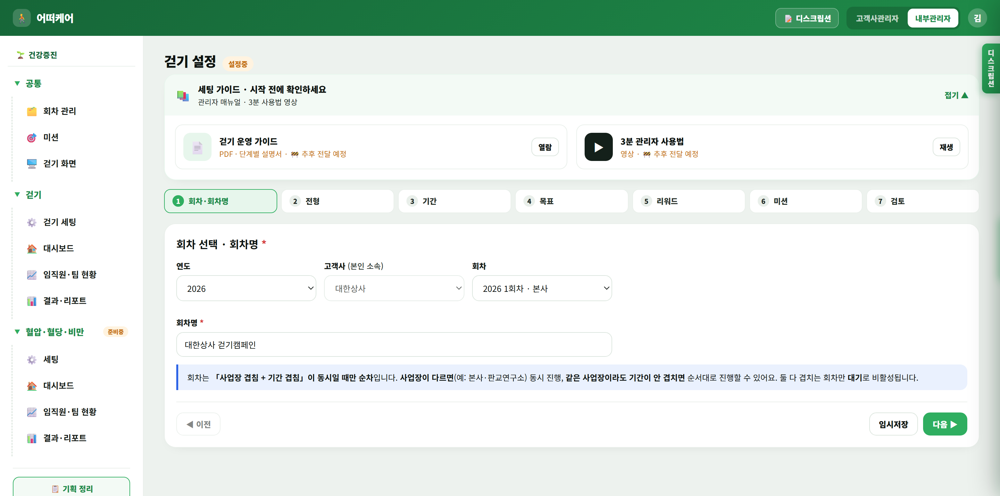 어떠케어
디스크립션
고객사관리자
내부관리자
김
건강증진
▼ 공통
회차 관리
미션
걷기 화면
▼ 걷기
걷기 세팅
대시보드
임직원·팀 현황
결과·리포트
▼ 혈압·혈당·비만 준비중
세팅
대시보드
임직원·팀 현황
결과·리포트
기획 정리
걷기 설정 설정중
세팅 가이드 · 시작 전에 확인하세요
관리자 매뉴얼 · 3분 사용법 영상
접기 ▲
걷기 운영 가이드
PDF · 단계별 설명서 · 🚧 추후 전달 예정
열람
3분 관리자 사용법
영상 · 🚧 추후 전달 예정
재생
1 회차·회차명
2 전형
3 기간
4 목표
5 리워드
6 미션
7 검토
회차 선택 · 회차명 *
연도
2026
고객사 (본인 소속)
대한상사
회차
2026 1회차 · 본사
회차명 *
대한상사 걷기캠페인
회차는 「사업장 겹침 + 기간 겹침」이 동시일 때만 순차입니다. 사업장이 다르면(예: 본사·판교연구소) 동시 진행, 같은 사업장이라도 기간이 안 겹치면 순서대로 진행할 수 있어요. 둘 다 겹치는 회차만 대기로 비활성됩니다.
◀ 이전
임시저장
다음 ▶
디스크립션